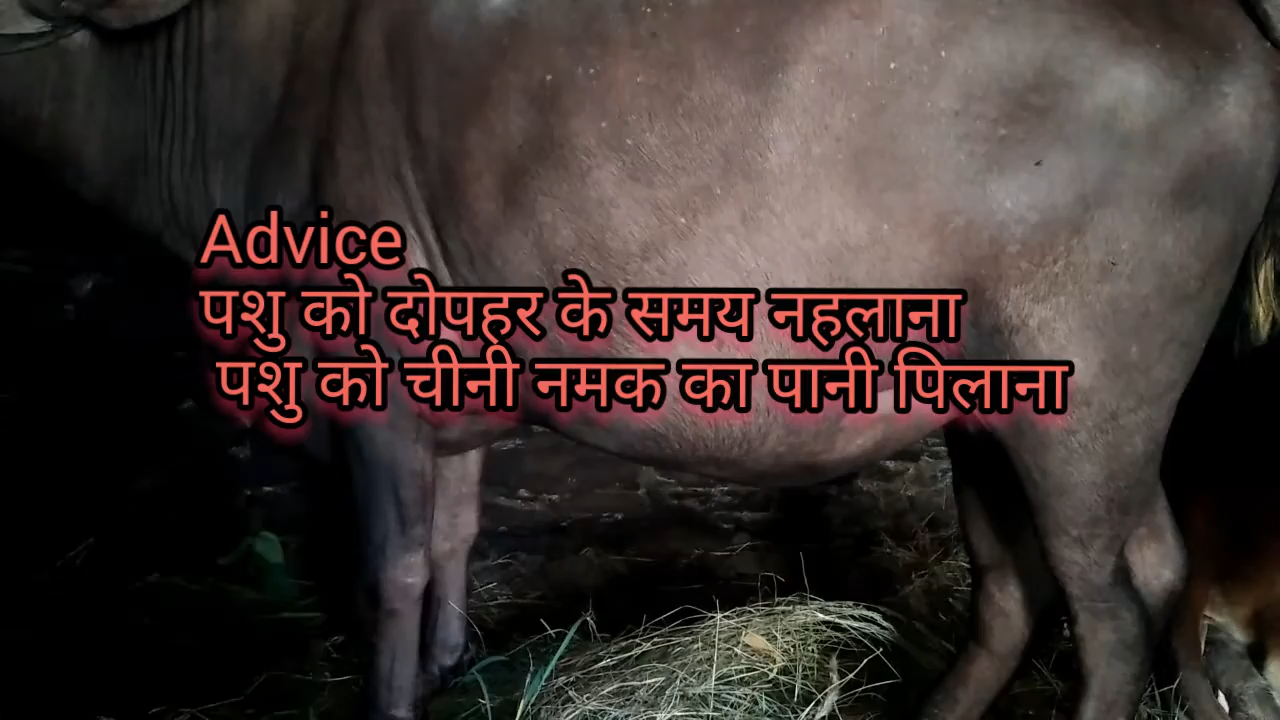 Advice
पशु को दोपहर के समय नहलाना
पशु को चीनी नमक का पानी पिलाना